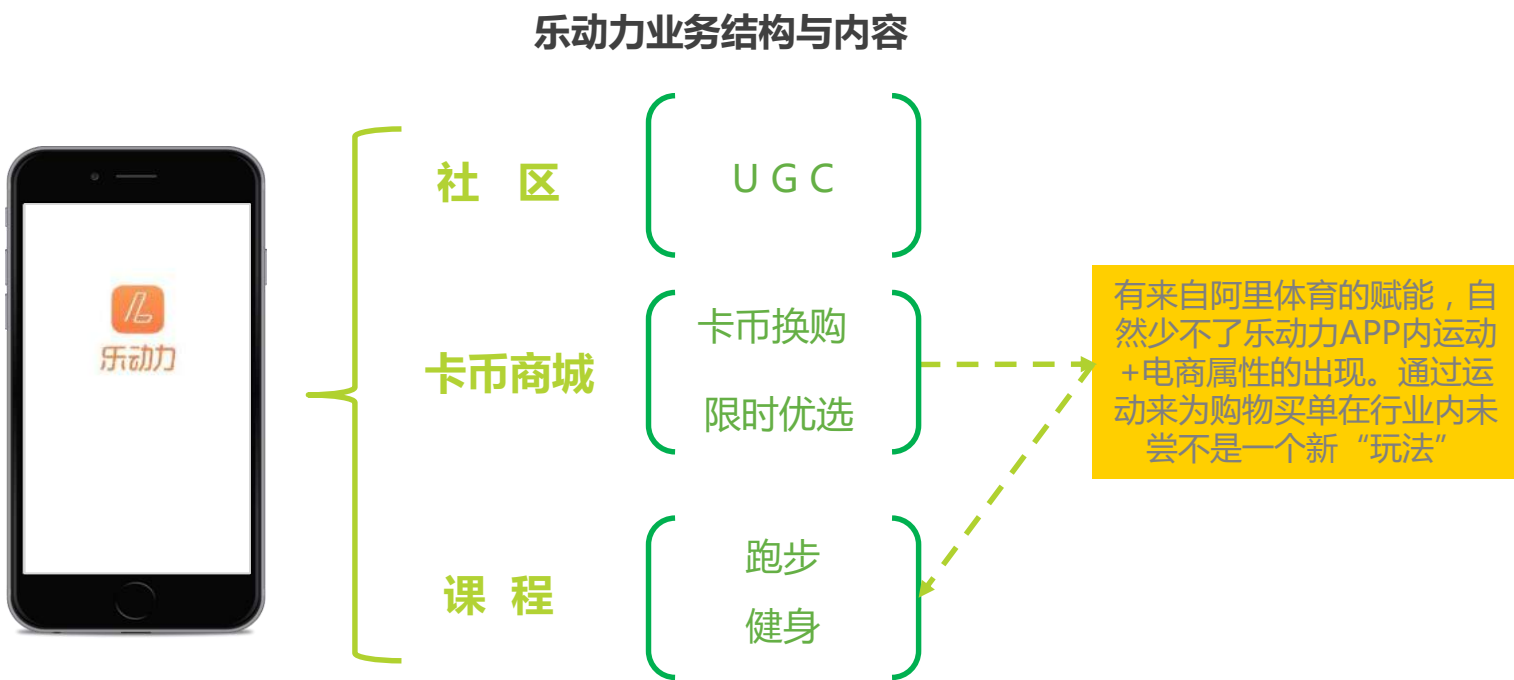 乐动力业务结构与内容
社 区
U G C
乐动力
卡币商城
卡币换购
限时优选
有来自阿里体育的赋能，自
然少不了乐动力APP内运动
+电商属性的出现。通过运
动来为购物买单在行业内未
尝不是一个新“玩法”
课 程
跑步
健身